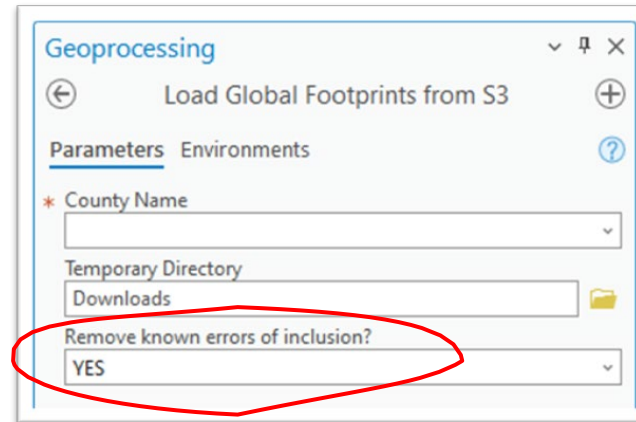 Geoprocessing
Load Global Footprints from S3
Parameters Environments
* County Name
Temporary Directory
Downloads
Remove known errors of inclusion?
YES